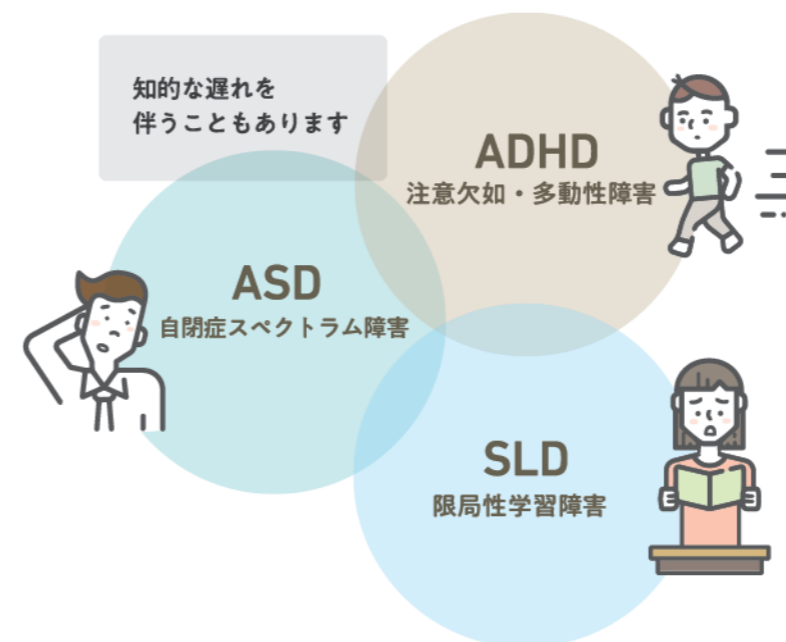 知的な遅れを
伴うこともあります
ADHD
注意欠如・多動性障害
ASD
自閉症スペクトラム障害
SLD
限局性学習障害